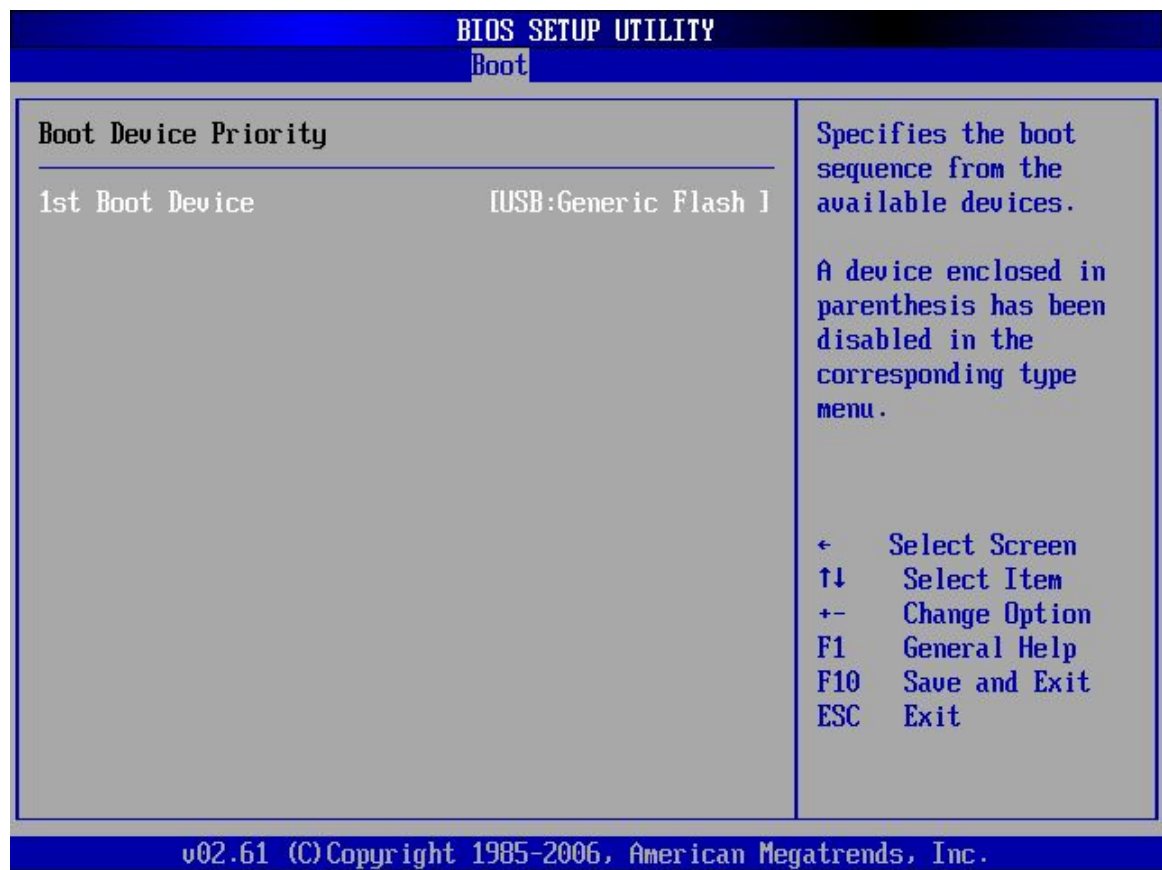 BIOS SETUP UTILITY
Boot
Boot Device Priority
1st Boot Device [USB:Generic Flash ]
Specifies the boot
sequence from the
available devices.
A device enclosed in
parenthesis has been
disabled in the
corresponding type
menu.
← Select Screen
↑↓ Select Item
+- Change Option
F1 General Help
F10 Save and Exit
ESC Exit
v02.61 (C)Copyright 1985-2006, American Megatrends, Inc.